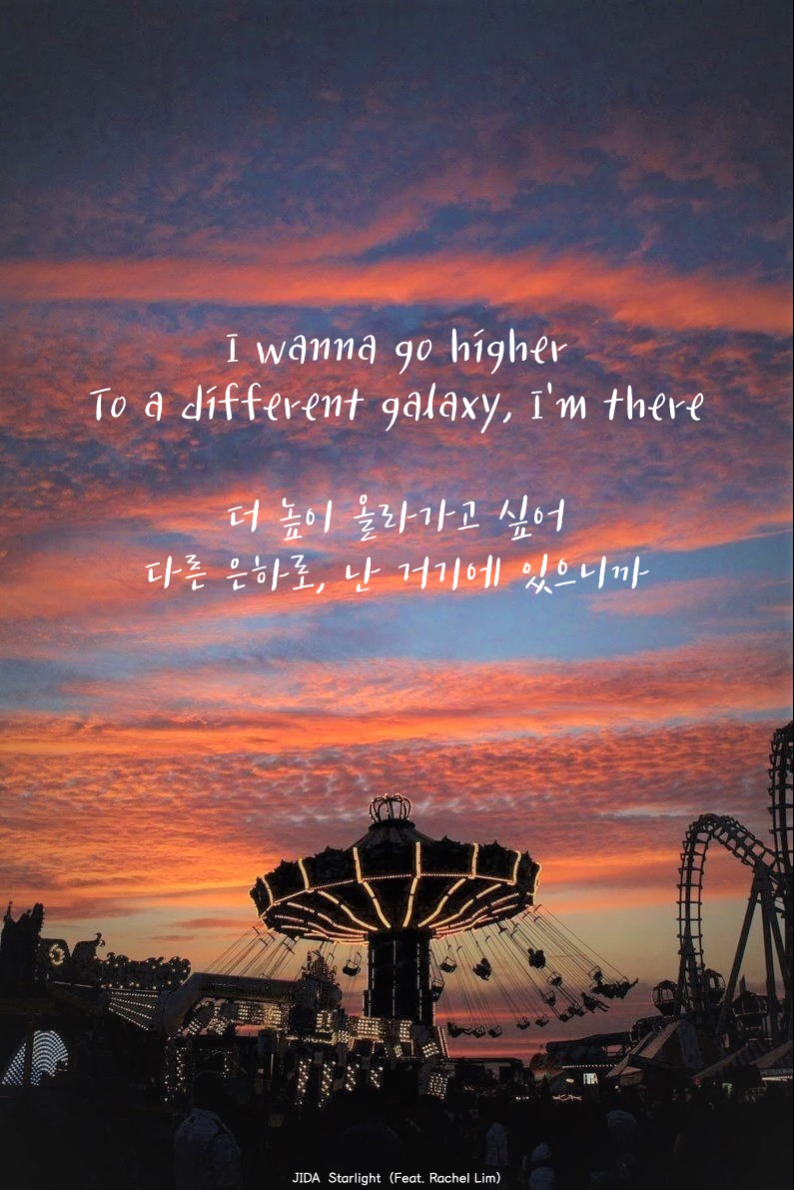 I wanna go higher
To a different galaxy, I'm there
더 높이 올라가고 싶어
다른 은하로, 난 거기에 있으니까
JIDA Starlight (Feat. Rachel Lim)